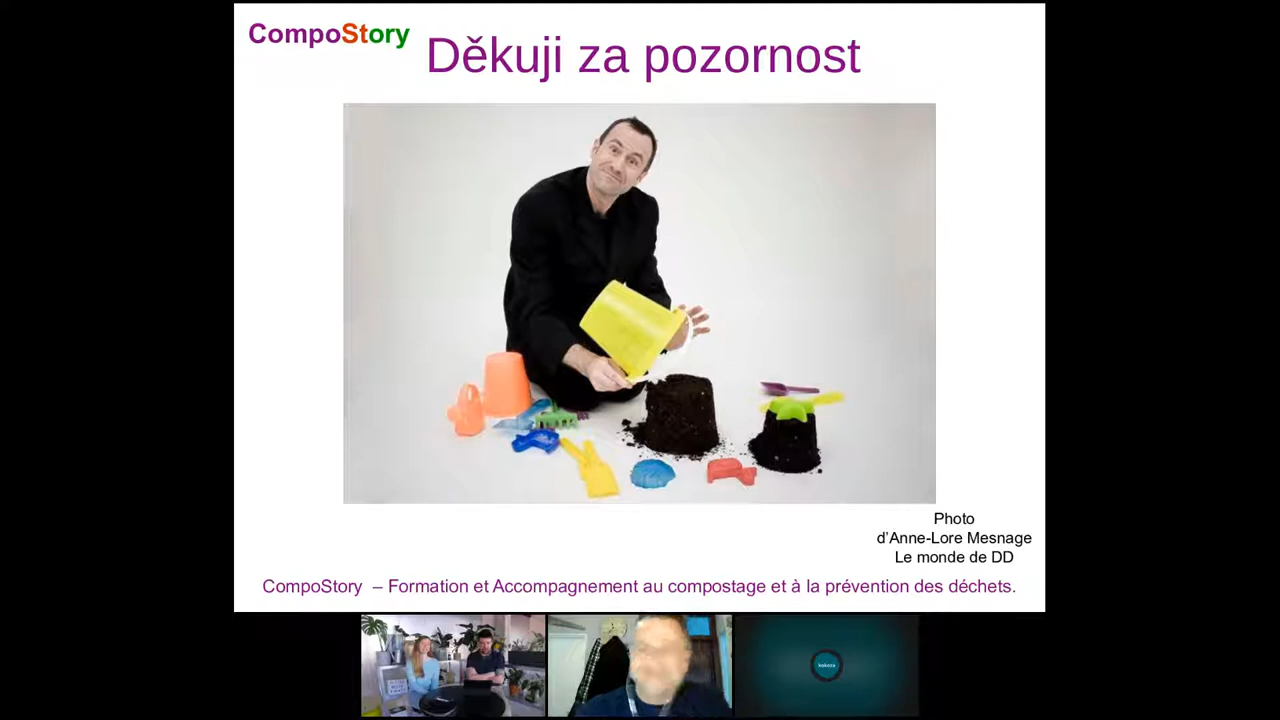 CompoStory
Děkuji za pozornost
Photo
d'Anne-Lore Mesnage
Le monde de DD
CompoStory – Formation et Accompagnement au compostage et à la prévention des déchets.
kokoza